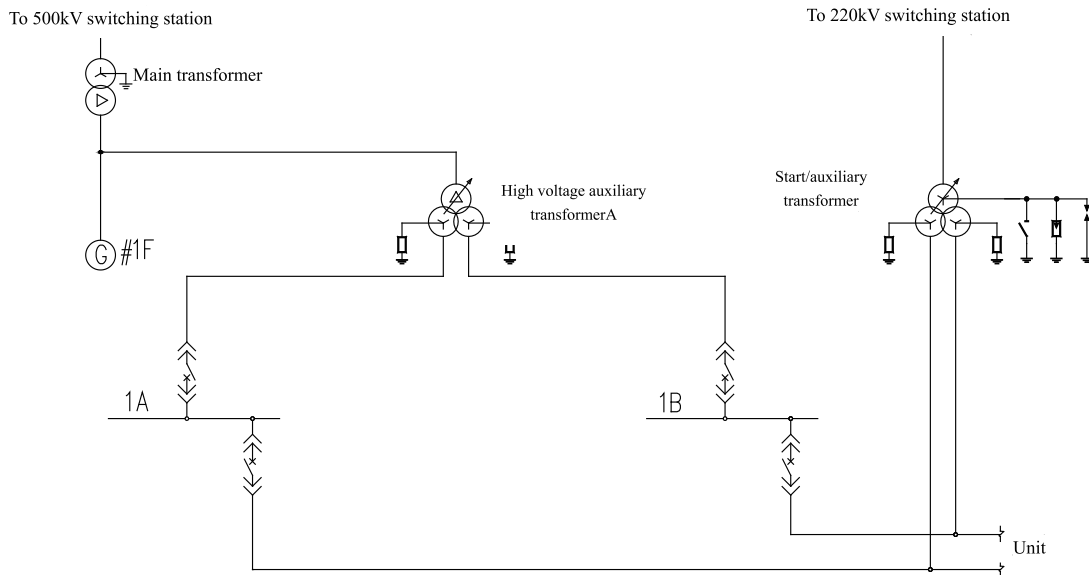 To 500kV switching station
To 220kV switching station
Main transformer
High voltage auxiliary
transformerA
Start/auxiliary
transformer
G #1F
1A
1B
Unit